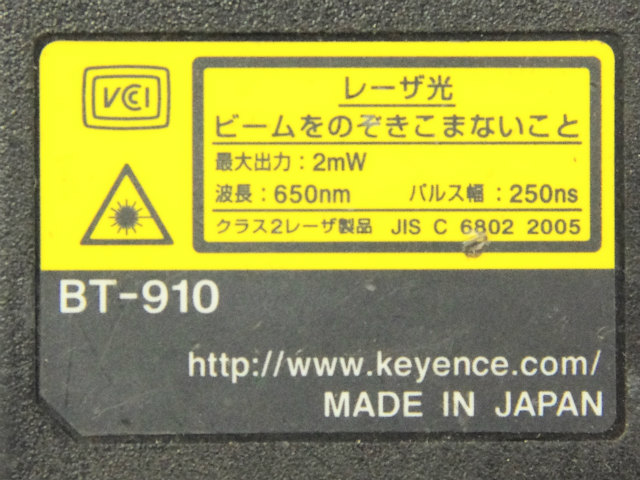 VCCI
レーザ光
ビームをのぞきこまないこと
最大出力：2mW
波長：650nm パルス幅：250ns
クラス2レーザ製品 JIS C 6802 2005
BT-910
http://www.keyence.com/
MADE IN JAPAN